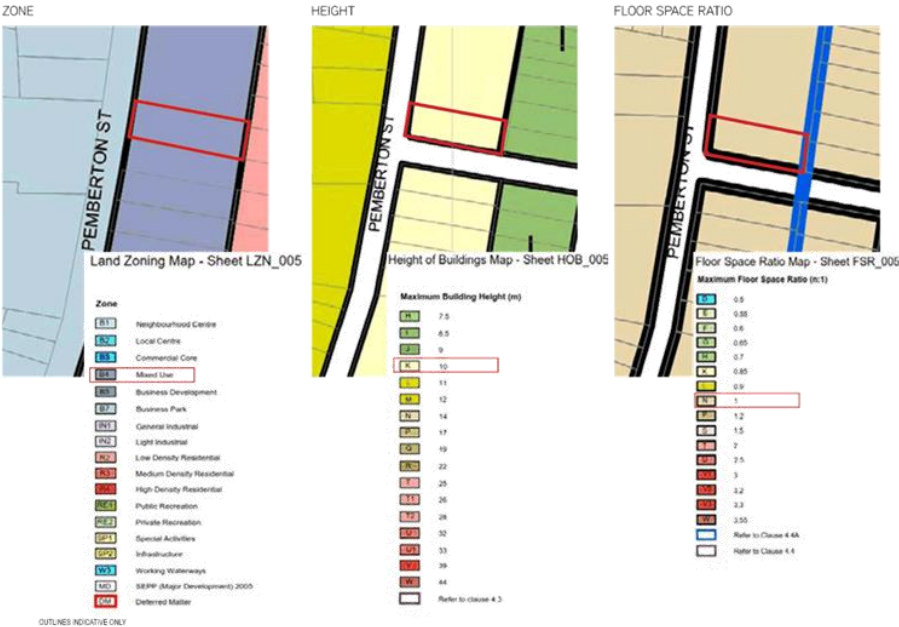 ZONE
HEIGHT
FLOOR SPACE RATIO
PEMBERTON ST
PEMBERTON ST
PEMBERTON ST
Land Zoning Map - Sheet LZN_005
Height of Buildings Map - Sheet HOB_005
Floor Space Ratio Map - Sheet FSR_005
Zone
B1 Neighbourhood Centre
B2 Local Centre
B3 Commercial Core
B4 Mixed Use
B5 Business Development
B7 Business Park
IN1 General Industrial
IN2 Light Industrial
R2 Low Density Residential
R3 Medium Density Residential
R4 High Density Residential
RE1 Public Recreation
RE2 Private Recreation
SP1 Special Activities
SP2 Infrastructure
W3 Working Waterways
MD SEPP (Major Development) 2005
DM Deferred Matter
Maximum Building Height (m)
H 7.5
I 8.5
J 9
K 10
L 11
M 12
N 14
P 17
Q 19
R 22
T 25
T1 26
T2 28
U 32
U1 33
V 39
W 44
Refer to clause 4.3
Maximum Floor Space Ratio (n:1)
D 0.5
E 0.55
F 0.6
G 0.65
H 0.7
K 0.85
L 0.9
N 1
P 1.2
S 1.5
T 2
U 2.5
V1 3
V2 3.2
V3 3.3
W 3.55
Refer to Clause 4.4A
Refer to Clause 4.4
OUTLINES INDICATIVE ONLY